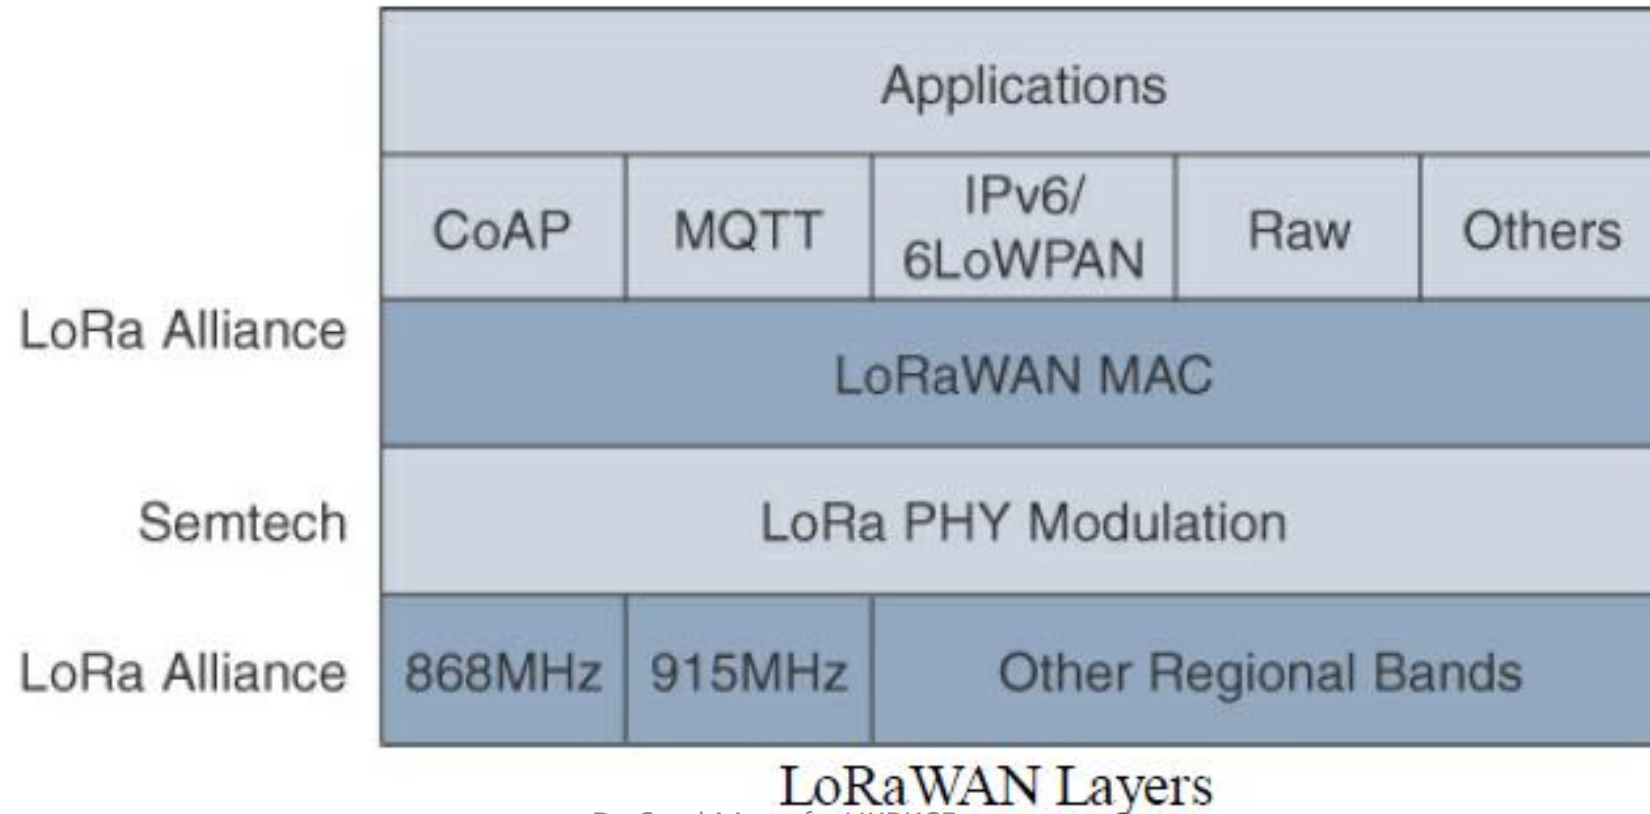 Applications
CoAP
MQTT
IPv6/
6LoWPAN
Raw
Others
LoRa Alliance
LoRaWAN MAC
Semtech
LoRa PHY Modulation
LoRa Alliance
868MHz
915MHz
Other Regional Bands
LoRaWAN Layers